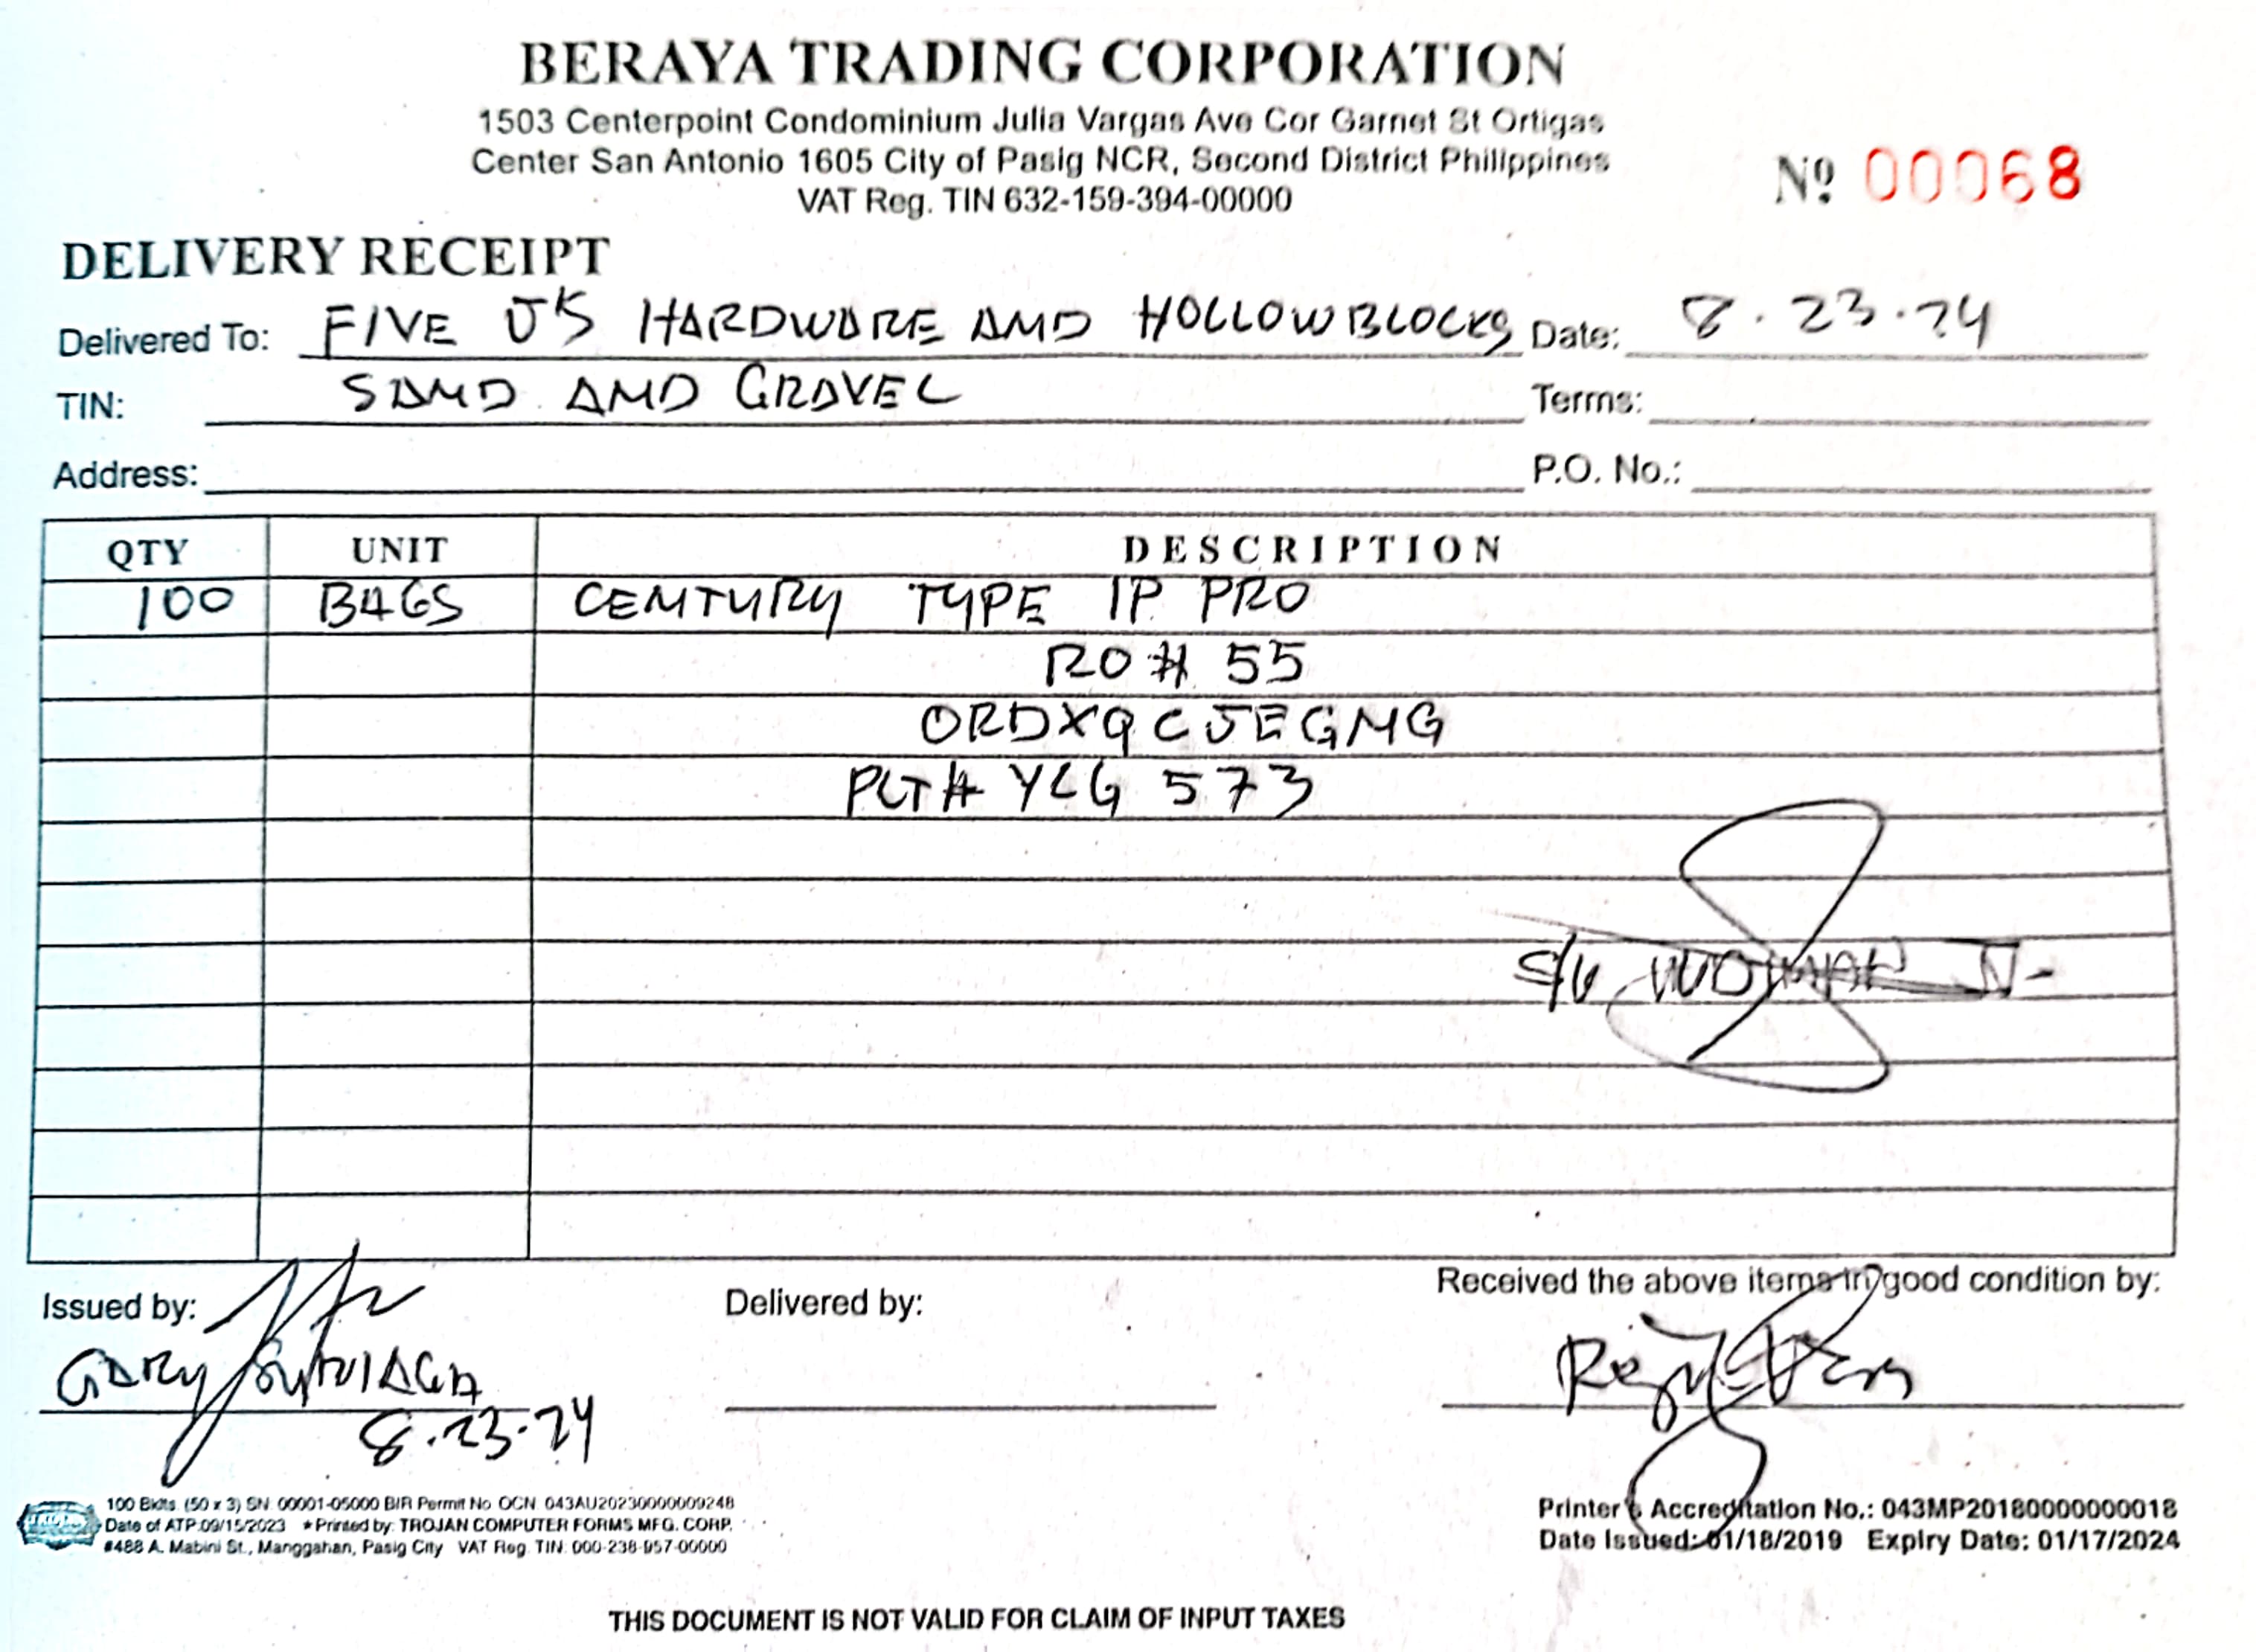 BERAYA TRADING CORPORATION
1503 Centerpoint Condominium Julia Vargas Ave Cor Garnet St Ortigas
Center San Antonio 1605 City of Pasig NCR, Second District Philippines
VAT Reg. TIN 632-159-394-00000
Nº 00068
DELIVERY RECEIPT
Delivered To: FIVE J'S HARDWARE AND HOLLOWBLOCKS Date: 8.23.24
TIN: SAND AND GRAVEL Terms:
Address: P.O. No.:
QTY UNIT DESCRIPTION
100 BAGS CENTURY TYPE 1P PRO
RO # 55
ORDXQCJEGMG
PLT# YLG 573
S/G
Issued by: Delivered by: Received the above items in good condition by:
GARY
8.23.24
100 Bklts. (50 x 3) SN. 00001-05000 BIR Permit No. OCN. 043AU20230000009248
Date of ATP:09/15/2023 * Printed by: TROJAN COMPUTER FORMS MFG. CORP.
#488 A. Mabini St., Manggahan, Pasig City VAT Reg. TIN: 000-238-957-00000
Printer's Accreditation No.: 043MP20180000000018
Date Issued: 01/18/2019 Expiry Date: 01/17/2024
THIS DOCUMENT IS NOT VALID FOR CLAIM OF INPUT TAXES